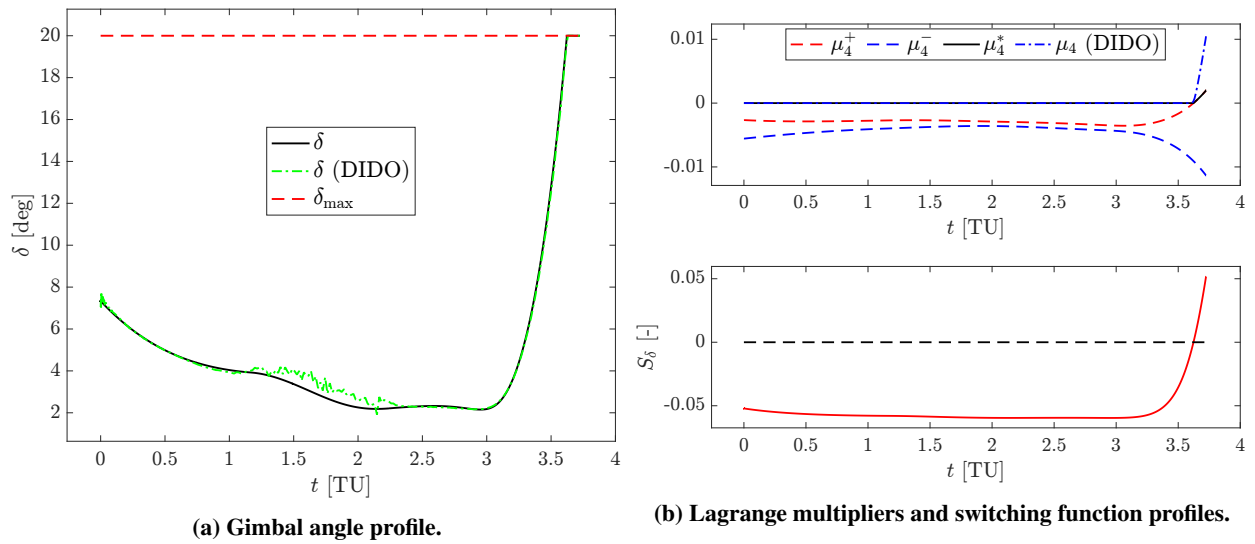 20
18
16
14
12
10
8
6
4
2
δ [deg]
δ
δ (DIDO)
δmax
0 0.5 1 1.5 2 2.5 3 3.5 4
t [TU]
(a) Gimbal angle profile.
0.01
0
-0.01
μ₄⁺ μ₄⁻ μ₄* μ₄ (DIDO)
0 0.5 1 1.5 2 2.5 3 3.5 4
t [TU]
0.05
0
-0.05
Sδ [-]
0 0.5 1 1.5 2 2.5 3 3.5 4
t [TU]
(b) Lagrange multipliers and switching function profiles.